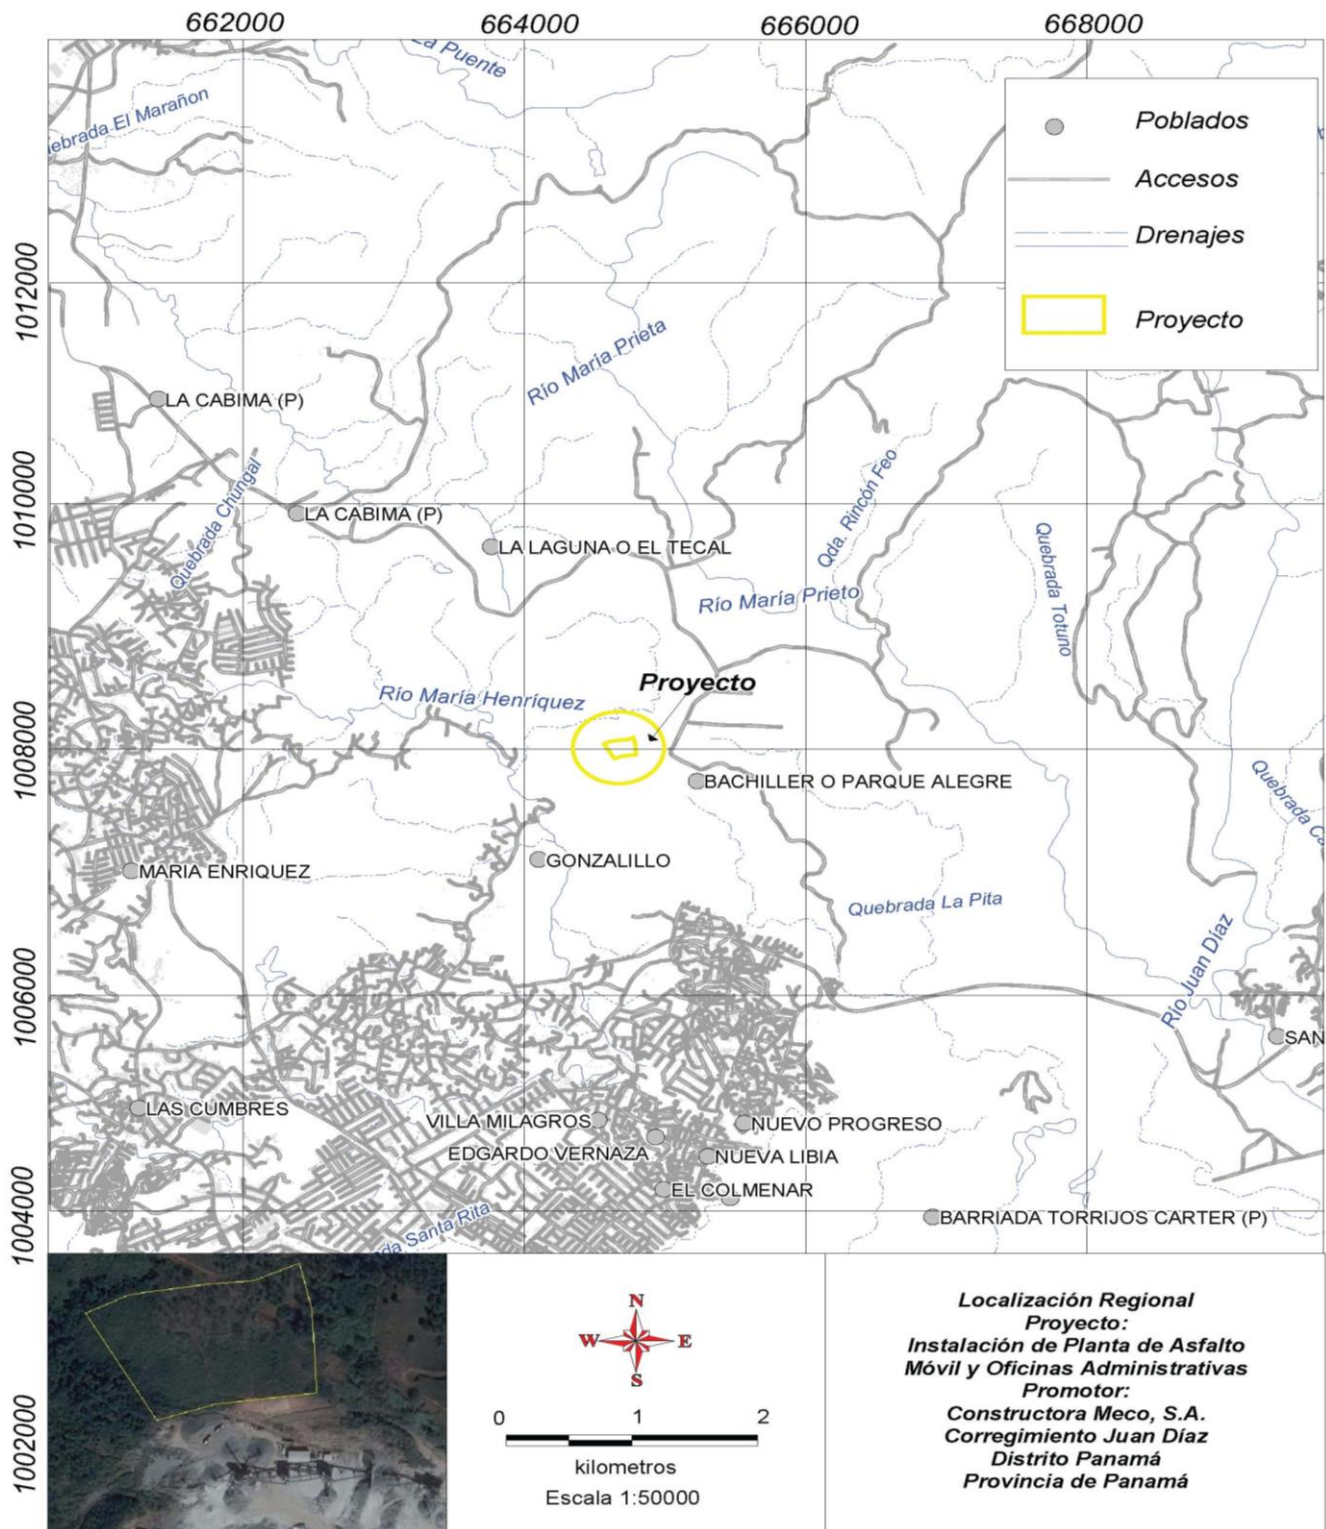 662000
664000
666000
668000
La Puente
uebrada El Marañon
Poblados
Accesos
Drenajes
Proyecto
1012000
Río María Prieta
LA CABIMA (P)
Quebrada Chungal
Qda. Rincón Feo
1010000
LA CABIMA (P)
LA LAGUNA O EL TECAL
Quebrada Totuno
Río María Prieto
Proyecto
Río María Henríquez
1008000
BACHILLER O PARQUE ALEGRE
Quebrada Ca
GONZALILLO
MARIA ENRIQUEZ
Quebrada La Pita
Río Juan Díaz
1006000
SAN
LAS CUMBRES
VILLA MILAGROS
NUEVO PROGRESO
EDGARDO VERNAZA
NUEVA LIBIA
EL COLMENAR
1004000
BARRIADA TORRIJOS CARTER (P)
da Santa Rita
1002000
N
W
E
S
0
1
2
kilometros
Escala 1:50000
Localización Regional
Proyecto:
Instalación de Planta de Asfalto
Móvil y Oficinas Administrativas
Promotor:
Constructora Meco, S.A.
Corregimiento Juan Díaz
Distrito Panamá
Provincia de Panamá